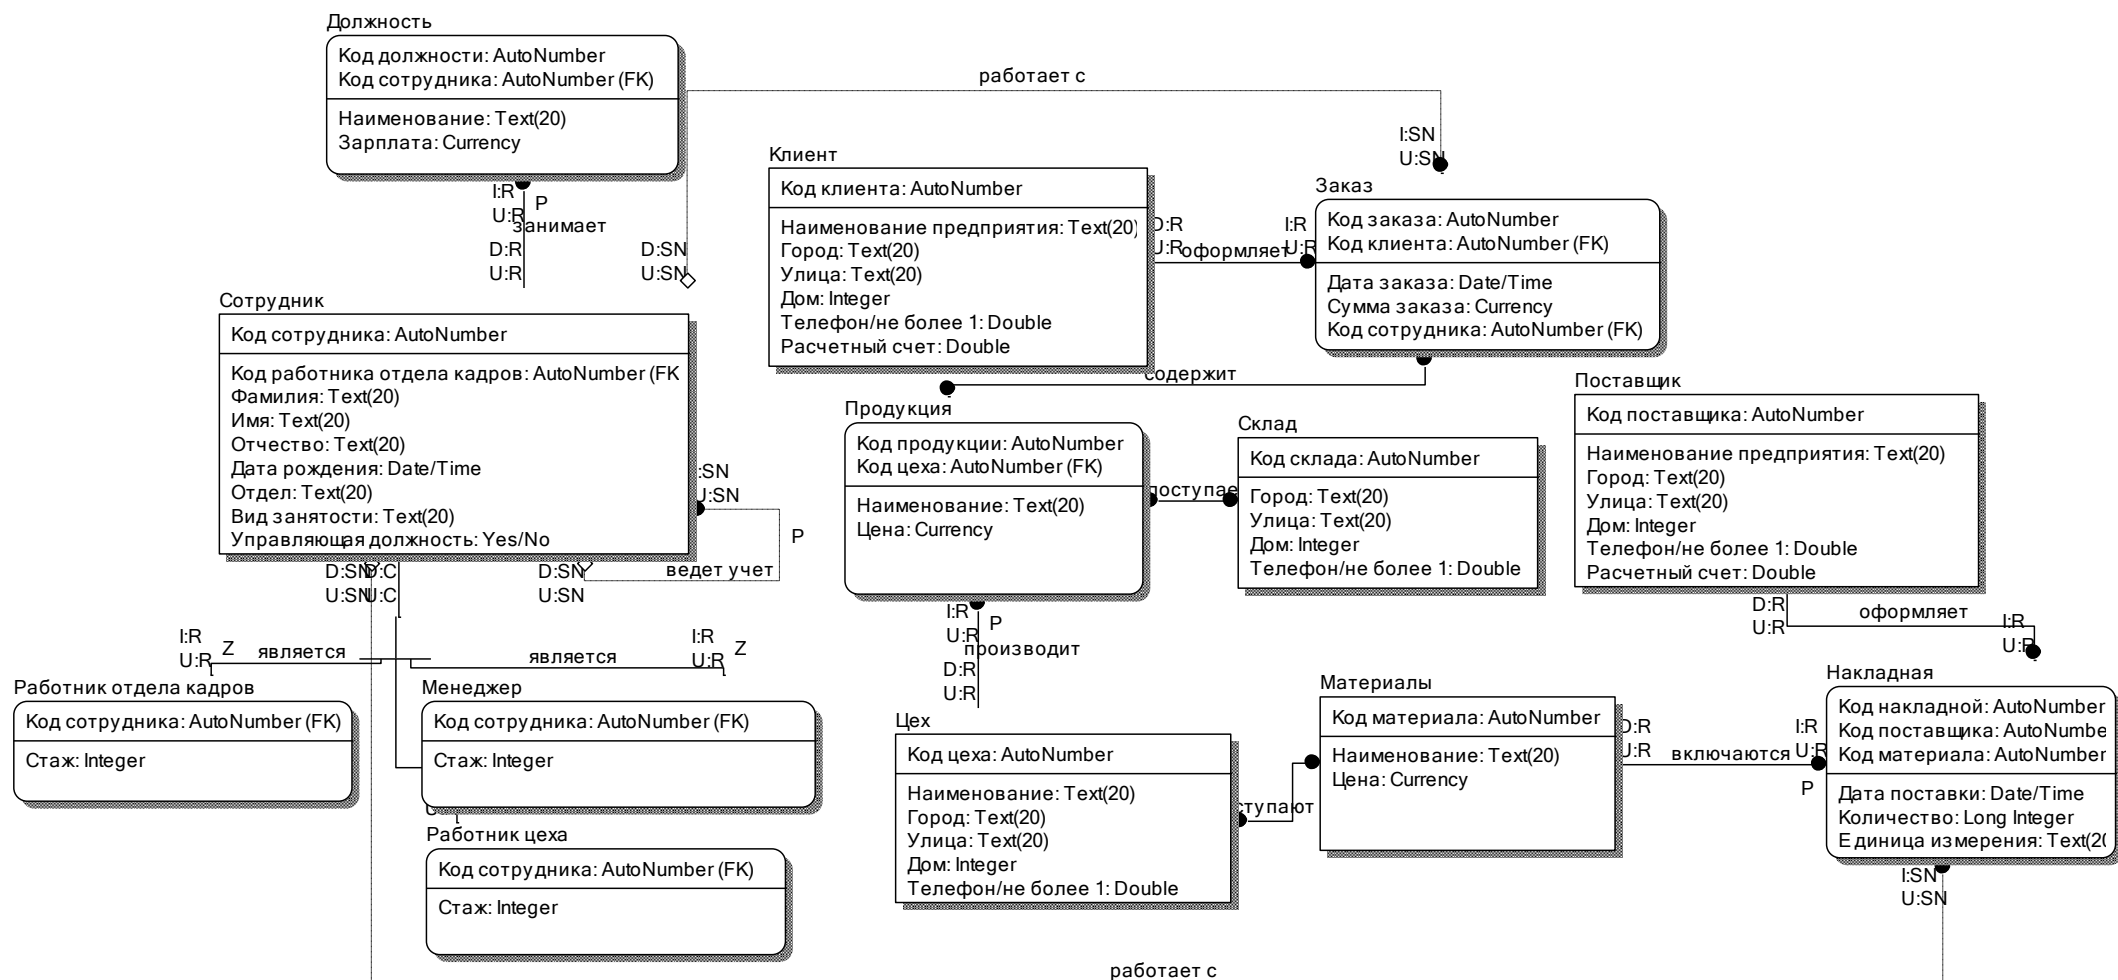 Должность
Код должности: AutoNumber
Код сотрудника: AutoNumber (FK)
Наименование: Text(20)
Зарплата: Currency
I:R
U:R
P
занимает
D:R
U:R
работает с
D:SN
U:SN
I:SN
U:SN
Клиент
Код клиента: AutoNumber
Наименование предприятия: Text(20)
Город: Text(20)
Улица: Text(20)
Дом: Integer
Телефон/не более 1: Double
Расчетный счет: Double
D:R
U:R
оформляет
I:R
U:R
Заказ
Код заказа: AutoNumber
Код клиента: AutoNumber (FK)
Дата заказа: Date/Time
Сумма заказа: Currency
Код сотрудника: AutoNumber (FK)
содержит
Сотрудник
Код сотрудника: AutoNumber
Код работника отдела кадров: AutoNumber (FK
Фамилия: Text(20)
Имя: Text(20)
Отчество: Text(20)
Дата рождения: Date/Time
Отдел: Text(20)
Вид занятости: Text(20)
Управляющая должность: Yes/No
:SN
U:SN
P
ведет учет
D:SN
U:SN
D:SN
U:SN
D:C
U:C
Продукция
Код продукции: AutoNumber
Код цеха: AutoNumber (FK)
Наименование: Text(20)
Цена: Currency
поступае
Склад
Код склада: AutoNumber
Город: Text(20)
Улица: Text(20)
Дом: Integer
Телефон/не более 1: Double
Поставщик
Код поставщика: AutoNumber
Наименование предприятия: Text(20)
Город: Text(20)
Улица: Text(20)
Дом: Integer
Телефон/не более 1: Double
Расчетный счет: Double
D:R
U:R
оформляет
I:R
U:R
I:R
U:R
P
производит
D:R
U:R
I:R
U:R
Z
является
является
I:R
U:R
Z
Работник отдела кадров
Код сотрудника: AutoNumber (FK)
Стаж: Integer
Менеджер
Код сотрудника: AutoNumber (FK)
Стаж: Integer
Работник цеха
Код сотрудника: AutoNumber (FK)
Стаж: Integer
Цех
Код цеха: AutoNumber
Наименование: Text(20)
Город: Text(20)
Улица: Text(20)
Дом: Integer
Телефон/не более 1: Double
ступают
Материалы
Код материала: AutoNumber
Наименование: Text(20)
Цена: Currency
D:R
U:R
включаются
I:R
U:R
P
Накладная
Код накладной: AutoNumber
Код поставщика: AutoNumbe
Код материала: AutoNumber
Дата поставки: Date/Time
Количество: Long Integer
Единица измерения: Text(20
I:SN
U:SN
работает с